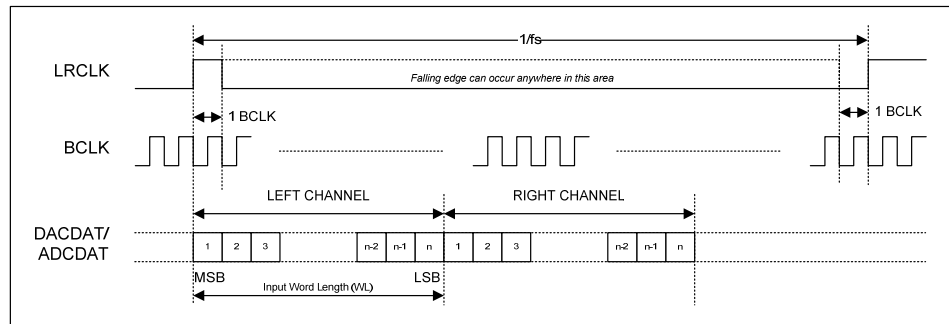 1/fs
LRCLK
Falling edge can occur anywhere in this area
1 BCLK
1 BCLK
BCLK
LEFT CHANNEL
RIGHT CHANNEL
DACDAT/
ADCDAT
1 2 3 n-2 n-1 n 1 2 3 n-2 n-1 n
MSB LSB
Input Word Length (WL)